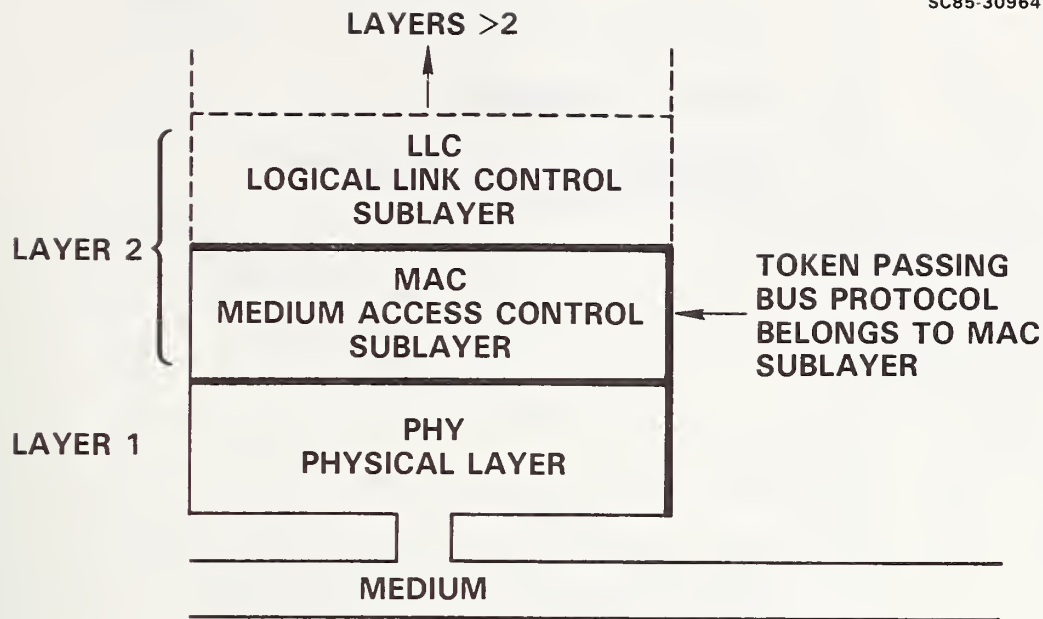 SC85-30964
LAYERS >2
LLC
LOGICAL LINK CONTROL
SUBLAYER
LAYER 2
MAC
MEDIUM ACCESS CONTROL
SUBLAYER
TOKEN PASSING
BUS PROTOCOL
BELONGS TO MAC
SUBLAYER
LAYER 1
PHY
PHYSICAL LAYER
MEDIUM